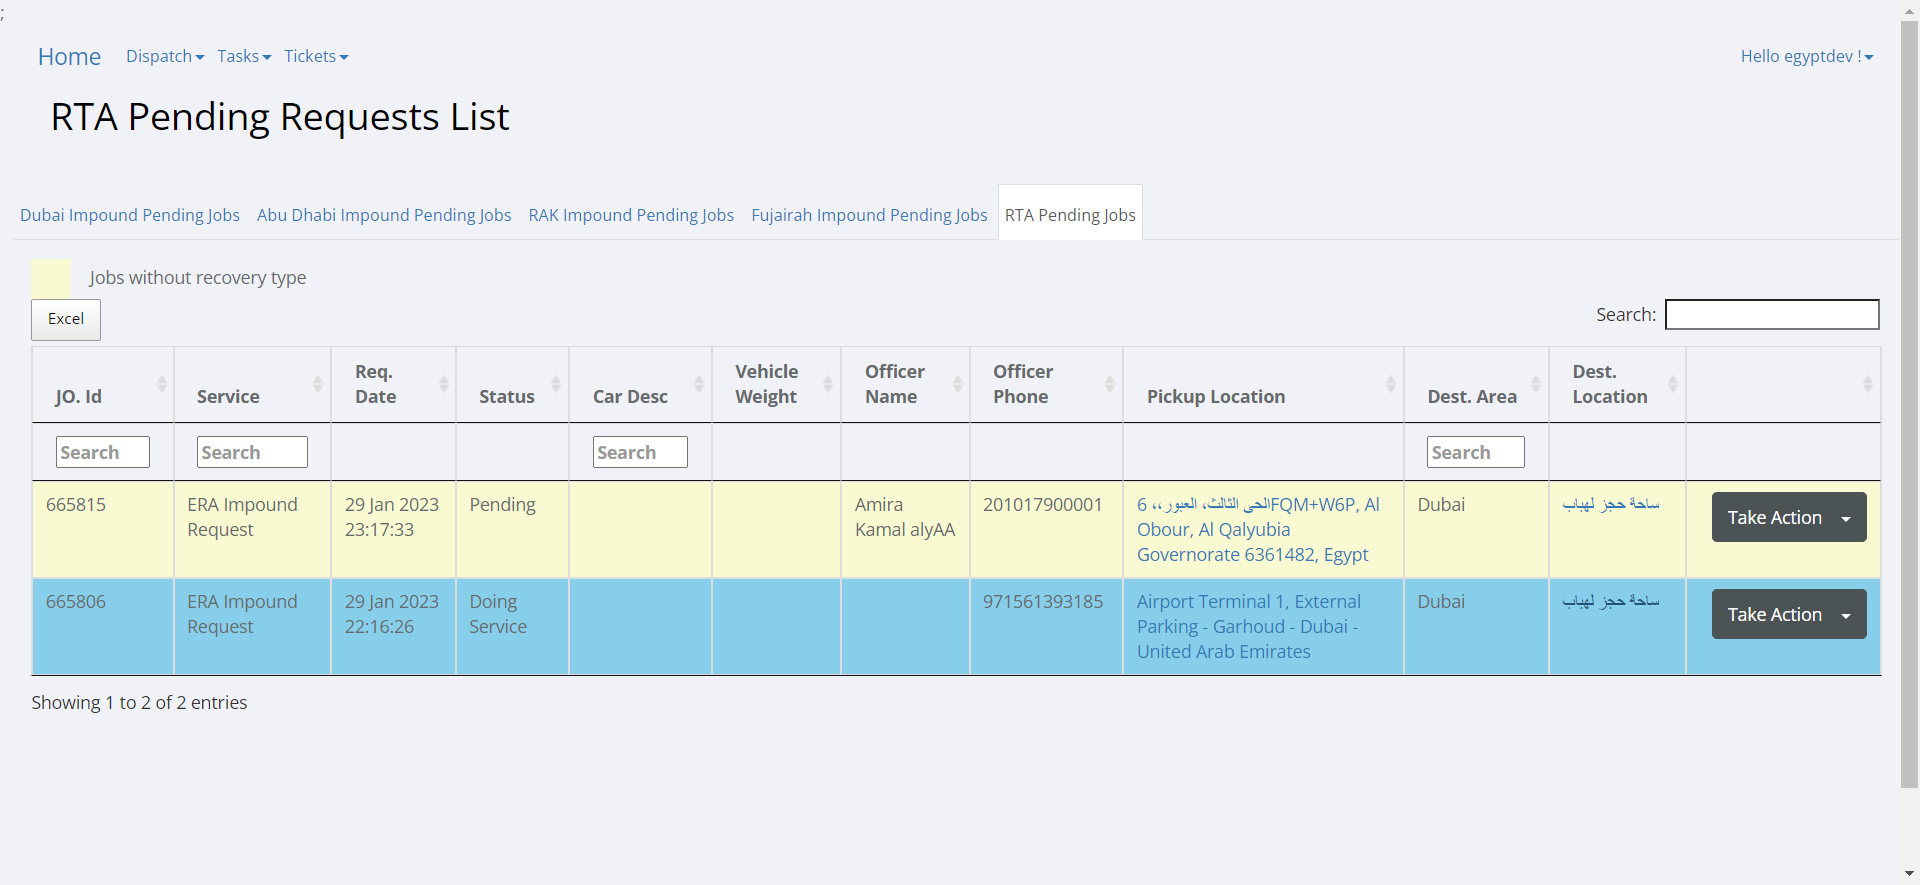 ;
Home Dispatch Tasks Tickets Hello egyptdev !
RTA Pending Requests List
Dubai Impound Pending Jobs Abu Dhabi Impound Pending Jobs RAK Impound Pending Jobs Fujairah Impound Pending Jobs RTA Pending Jobs
Jobs without recovery type
Excel
Search:
JO. Id
Service
Req.
Date
Status
Car Desc
Vehicle
Weight
Officer
Name
Officer
Phone
Pickup Location
Dest. Area
Dest.
Location
Search Search Search Search
665815
ERA Impound
Request
29 Jan 2023
23:17:33
Pending
Amira
Kamal alyAA
201017900001
6 الحى الثالث، العبور،،FQM+W6P, Al
Obour, Al Qalyubia
Governorate 6361482, Egypt
Dubai
ساحة حجز لهباب
Take Action
665806
ERA Impound
Request
29 Jan 2023
22:16:26
Doing
Service
971561393185
Airport Terminal 1, External
Parking - Garhoud - Dubai -
United Arab Emirates
Dubai
ساحة حجز لهباب
Take Action
Showing 1 to 2 of 2 entries